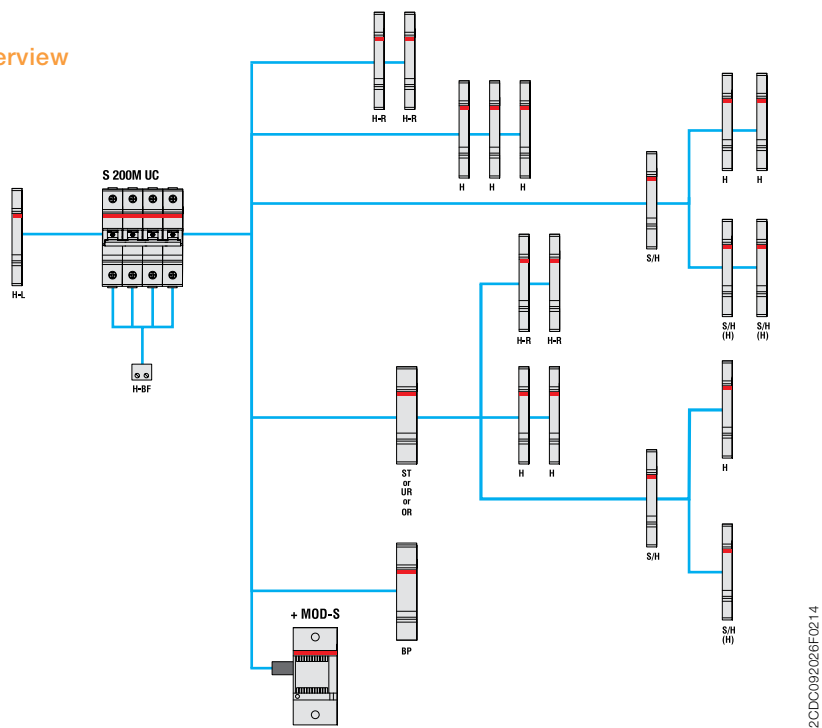 erview
H-R H-R
H H H
S 200M UC
H H
S/H
H-L
S/H
(H)
S/H
(H)
H-R H-R
H-BF
H H
H
ST
or
UR
or
OR
S/H
S/H
(H)
+ MOD-S
BP
2CDC092026F0214